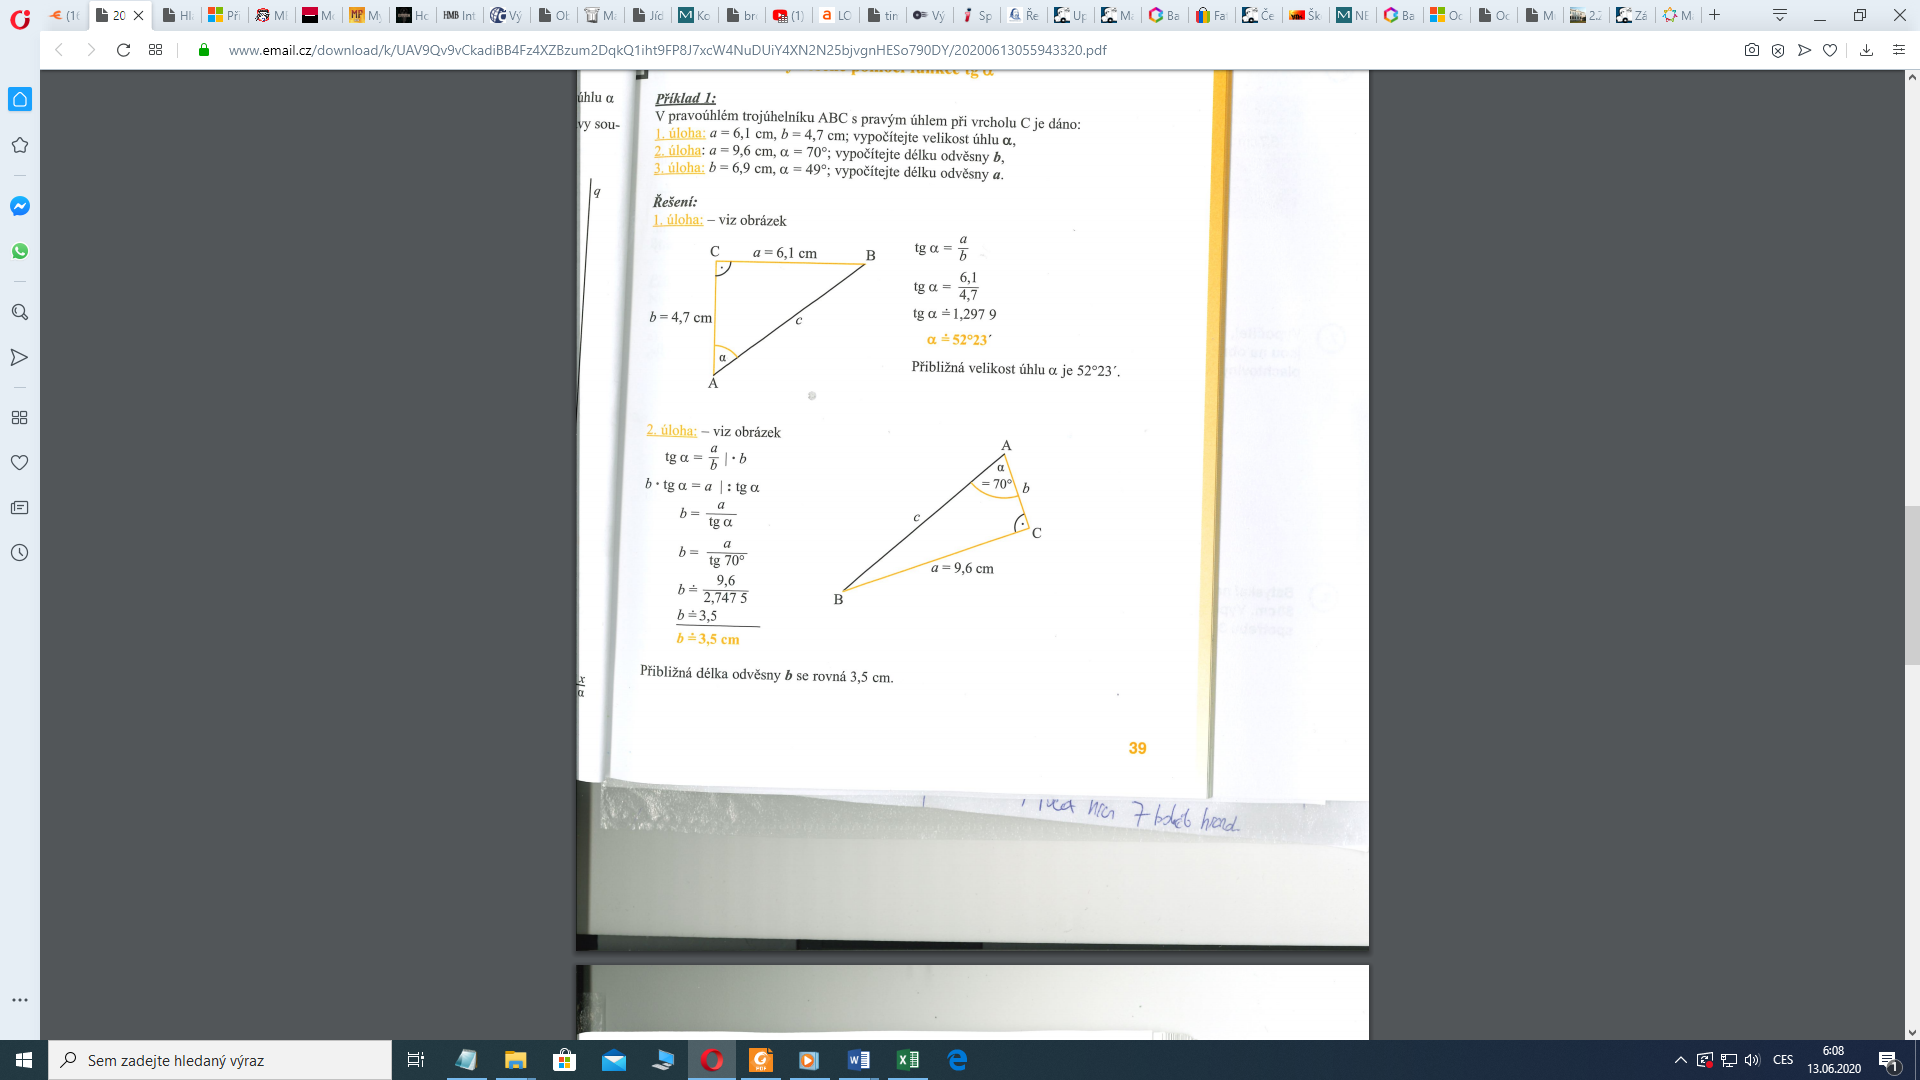 www.email.cz/download/k/UAV9Qv9vCkadiBB4Fz4XZBzum2DqkQ1iht9FP8J7xcW4NuDUiY4XN2N25bjvgnHESo790DY/20200613055943320.pdf
úhlu α
vy sou-
q
Příklad 1:
V pravoúhlém trojúhelníku ABC s pravým úhlem při vrcholu C je dáno:
1. úloha: a = 6,1 cm, b = 4,7 cm; vypočítejte velikost úhlu α,
2. úloha: a = 9,6 cm, α = 70°; vypočítejte délku odvěsny b,
3. úloha: b = 6,9 cm, α = 49°; vypočítejte délku odvěsny a.
Řešení:
1. úloha: – viz obrázek
C a = 6,1 cm B
b = 4,7 cm
c
α
A
tg α = a/b
tg α = 6,1/4,7
tg α ≐ 1,297 9
α ≐ 52°23´
Přibližná velikost úhlu α je 52°23´.
2. úloha: – viz obrázek
tg α = a/b | · b
b · tg α = a | : tg α
b = a/tg α
b = a/tg 70°
b ≐ 9,6/2,747 5
b ≐ 3,5
b ≐ 3,5 cm
A
α
= 70°
b
c
C
a = 9,6 cm
B
Přibližná délka odvěsny b se rovná 3,5 cm.
x
α
39
Sem zadejte hledaný výraz
CES
6:08
13.06.2020
1